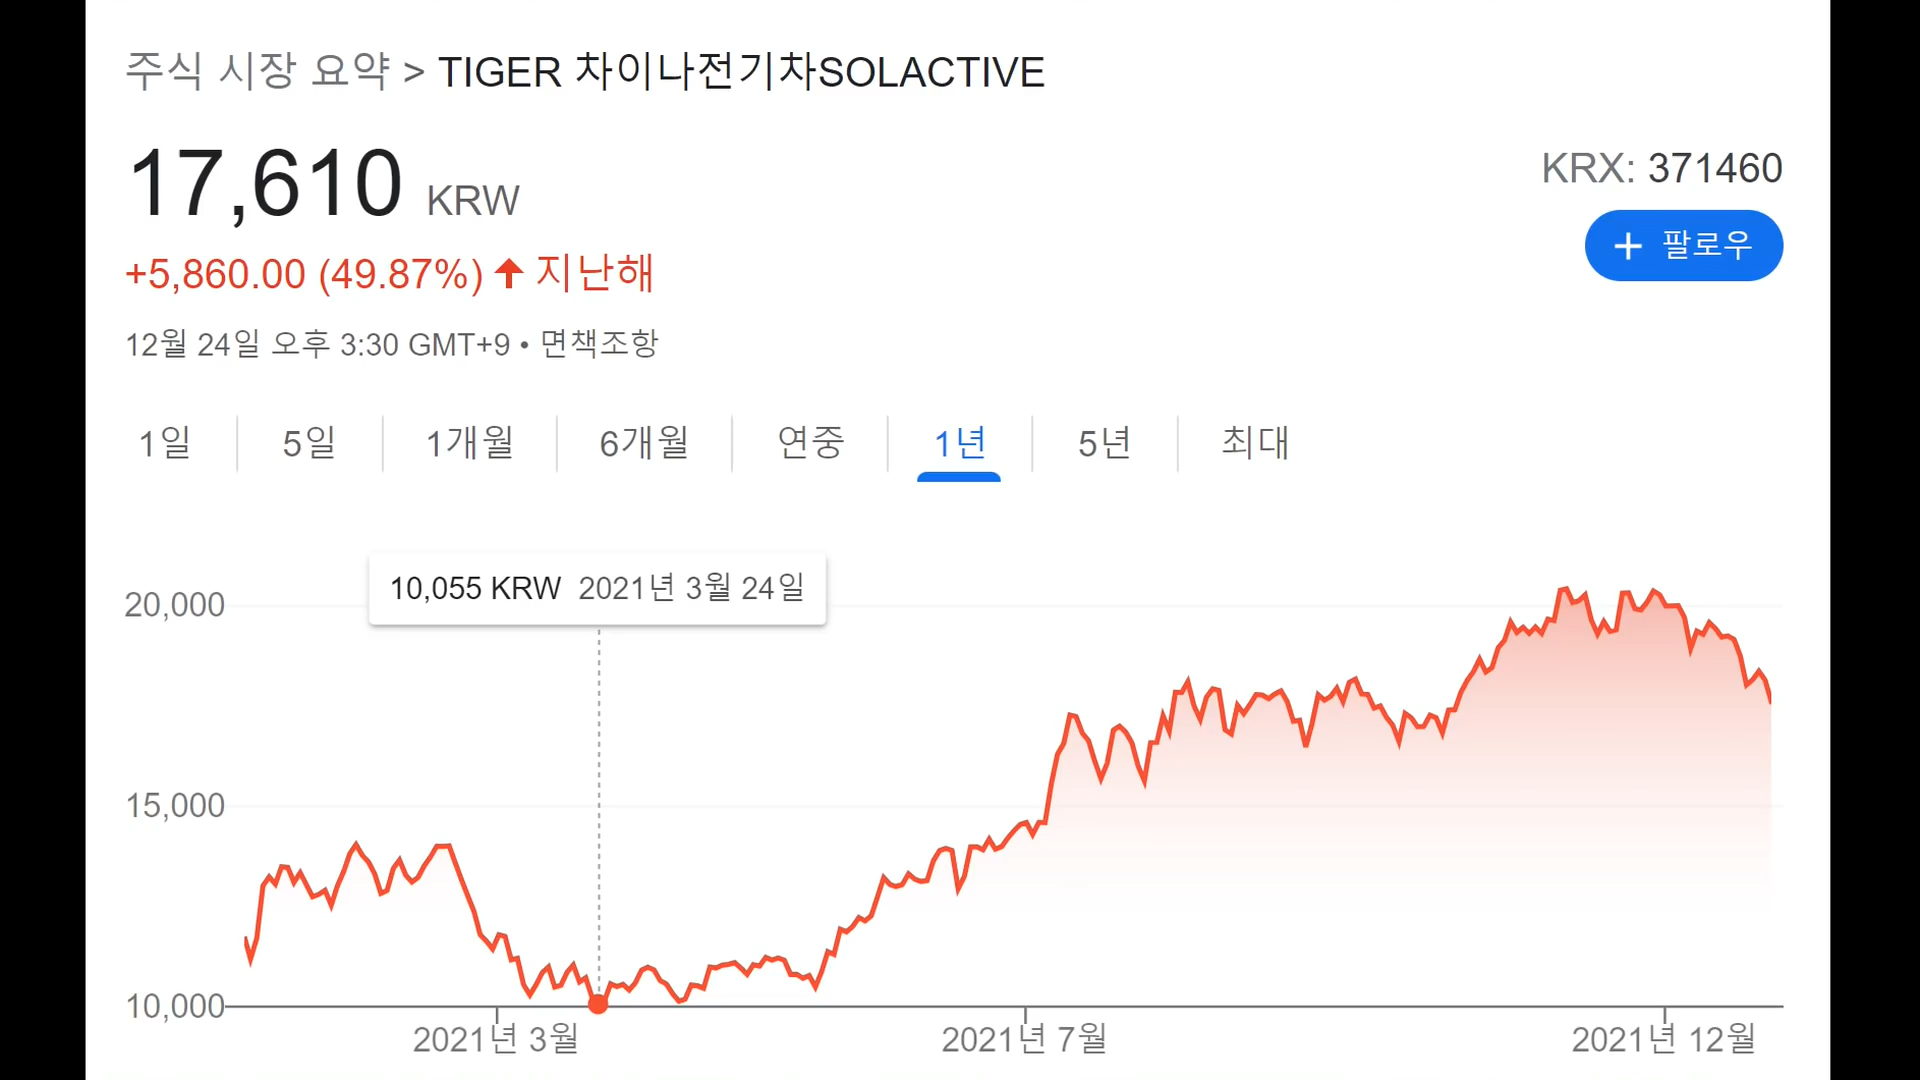 주식 시장 요약 > TIGER 차이나전기차SOLACTIVE
17,610 KRW
KRX: 371460
+ 팔로우
+5,860.00 (49.87%) ↑ 지난해
12월 24일 오후 3:30 GMT+9 • 면책조항
1일 5일 1개월 6개월 연중 1년 5년 최대
10,055 KRW 2021년 3월 24일
20,000
15,000
10,000
2021년 3월 2021년 7월 2021년 12월